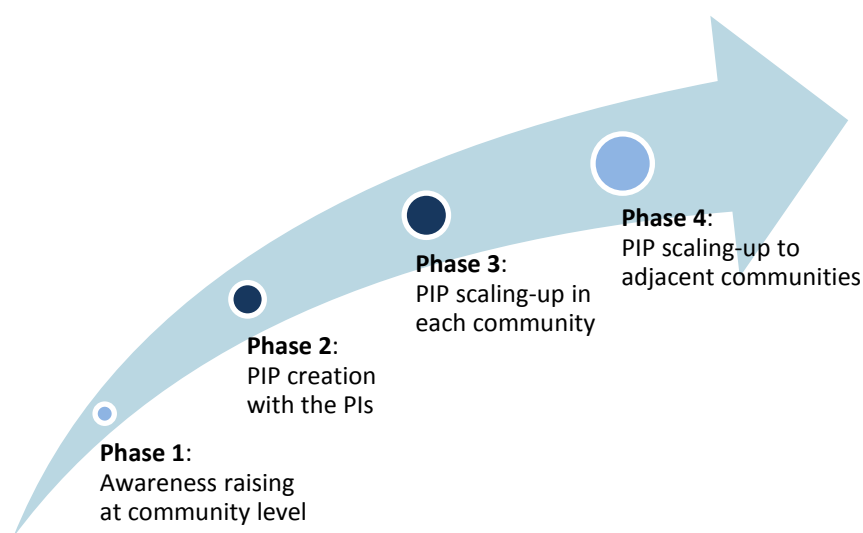 Phase 1:
Awareness raising
at community level
Phase 2:
PIP creation
with the PIs
Phase 3:
PIP scaling-up in
each community
Phase 4:
PIP scaling-up to
adjacent communities